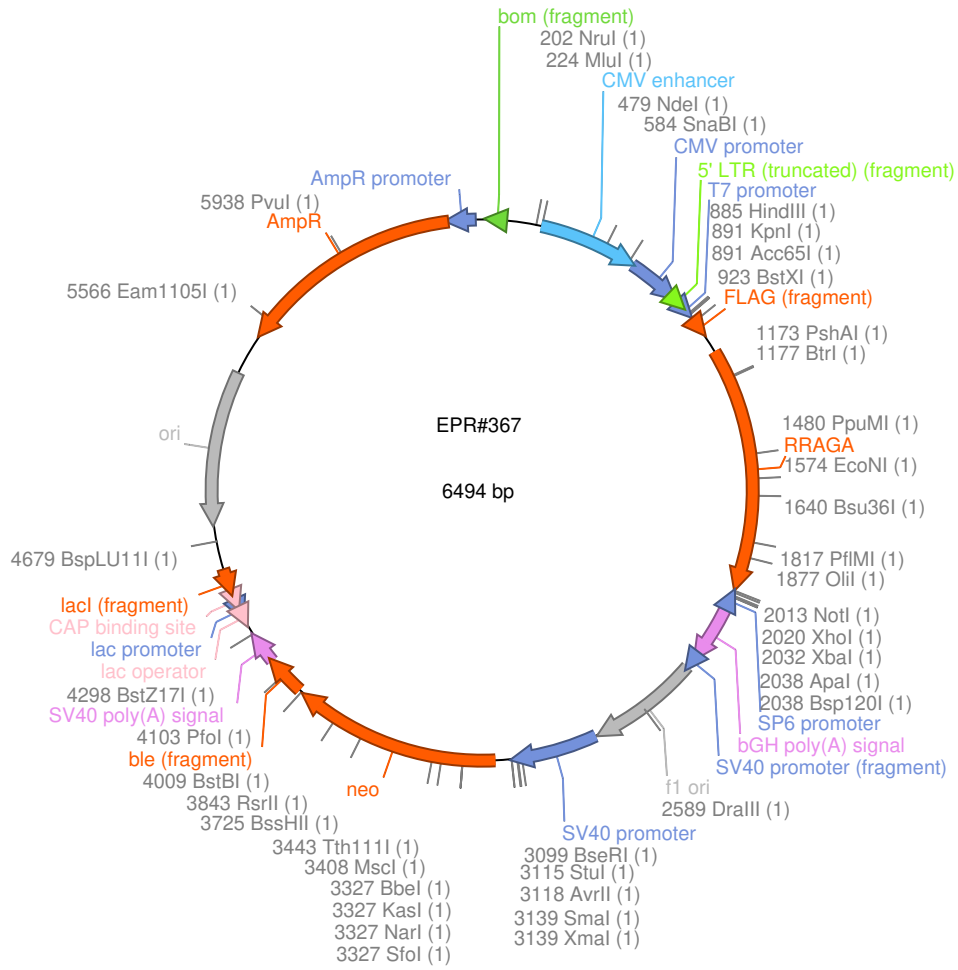 bom (fragment)
202 NruI (1)
224 MluI (1)
CMV enhancer
479 NdeI (1)
584 SnaBI (1)
CMV promoter
5' LTR (truncated) (fragment)
T7 promoter
885 HindIII (1)
891 KpnI (1)
891 Acc65I (1)
923 BstXI (1)
FLAG (fragment)
1173 PshAI (1)
1177 BtrI (1)
1480 PpuMI (1)
RRAGA
1574 EcoNI (1)
1640 Bsu36I (1)
1817 PflMI (1)
1877 OliI (1)
2013 NotI (1)
2020 XhoI (1)
2032 XbaI (1)
2038 ApaI (1)
2038 Bsp120I (1)
SP6 promoter
bGH poly(A) signal
SV40 promoter (fragment)
f1 ori
2589 DraIII (1)
SV40 promoter
3099 BseRI (1)
3115 StuI (1)
3118 AvrII (1)
3139 SmaI (1)
3139 XmaI (1)
AmpR promoter
5938 PvuI (1)
AmpR
5566 Eam1105I (1)
ori
EPR#367
6494 bp
4679 BspLU11I (1)
lacI (fragment)
CAP binding site
lac promoter
lac operator
4298 BstZ17I (1)
SV40 poly(A) signal
4103 PfoI (1)
ble (fragment)
4009 BstBI (1)
3843 RsrII (1)
3725 BssHII (1)
neo
3443 Tth111I (1)
3408 MscI (1)
3327 BbeI (1)
3327 KasI (1)
3327 NarI (1)
3327 SfoI (1)